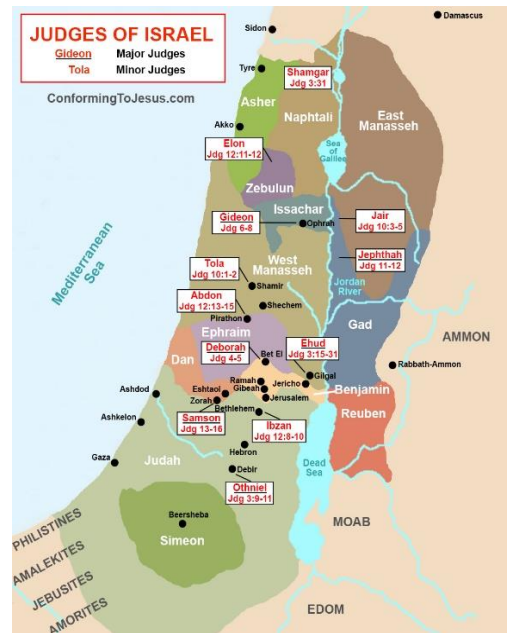 JUDGES OF ISRAEL
Gideon Major Judges
Tola Minor Judges
ConformingToJesus.com
Damascus
Sidon
Tyre
Shamgar
Jdg 3:31
Asher
Naphtali
East
Manasseh
Akko
Sea
of
Galilee
Elon
Jdg 12:11-12
Zebulun
Issachar
Gideon
Jdg 6-8
Ophrah
Jair
Jdg 10:3-5
Mediterranean
Sea
West
Manasseh
Jephthah
Jdg 11-12
Tola
Jdg 10:1-2
Shamir
Jordan
River
Abdon
Jdg 12:13-15
Shechem
Pirathon
Gad
AMMON
Ephraim
Deborah
Jdg 4-5
Ehud
Jdg 3:15-31
Dan
Bet El
Rabbath-Ammon
Gilgal
Ramah
Gibeah
Jericho
Benjamin
Ashdod
Eshtaol
Zorah
Jerusalem
Reuben
Bethlehem
Samson
Jdg 13-16
Ibzan
Jdg 12:8-10
Ashkelon
Hebron
Gaza
Judah
Debir
Dead
Sea
Othniel
Jdg 3:9-11
Beersheba
Simeon
MOAB
PHILISTINES
AMALEKITES
JEBUSITES
AMORITES
EDOM